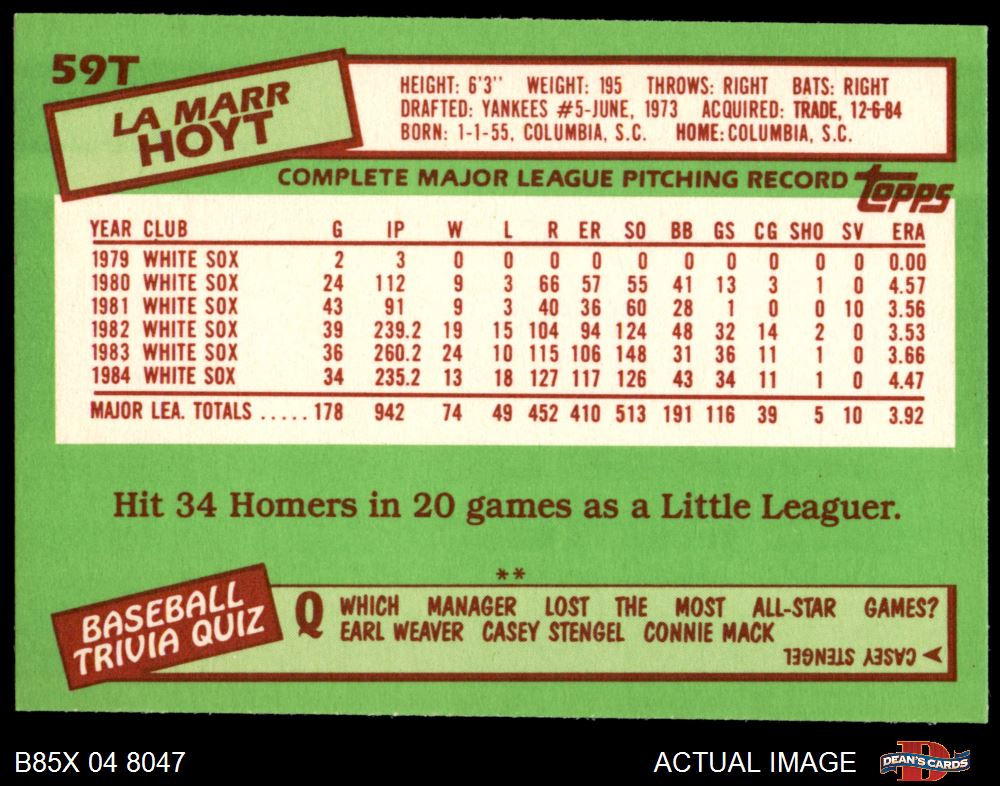 59T
LA MARR
HOYT
HEIGHT: 6'3'' WEIGHT: 195 THROWS: RIGHT BATS: RIGHT
DRAFTED: YANKEES #5-JUNE, 1973 ACQUIRED: TRADE, 12-6-84
BORN: 1-1-55, COLUMBIA, S.C. HOME: COLUMBIA, S.C.
COMPLETE MAJOR LEAGUE PITCHING RECORD topps
YEAR CLUB G IP W L R ER SO BB GS CG SHO SV ERA
1979 WHITE SOX 2 3 0 0 0 0 0 0 0 0 0 0 0.00
1980 WHITE SOX 24 112 9 3 66 57 55 41 13 3 1 0 4.57
1981 WHITE SOX 43 91 9 3 40 36 60 28 1 0 0 10 3.56
1982 WHITE SOX 39 239.2 19 15 104 94 124 48 32 14 2 0 3.53
1983 WHITE SOX 36 260.2 24 10 115 106 148 31 36 11 1 0 3.66
1984 WHITE SOX 34 235.2 13 18 127 117 126 43 34 11 1 0 4.47
MAJOR LEA. TOTALS ..... 178 942 74 49 452 410 513 191 116 39 5 10 3.92
Hit 34 Homers in 20 games as a Little Leaguer.
**
BASEBALL
TRIVIA QUIZ
Q WHICH MANAGER LOST THE MOST ALL-STAR GAMES?
EARL WEAVER CASEY STENGEL CONNIE MACK
CASEY STENGEL
B85X 04 8047 ACTUAL IMAGE DEAN'S CARDS